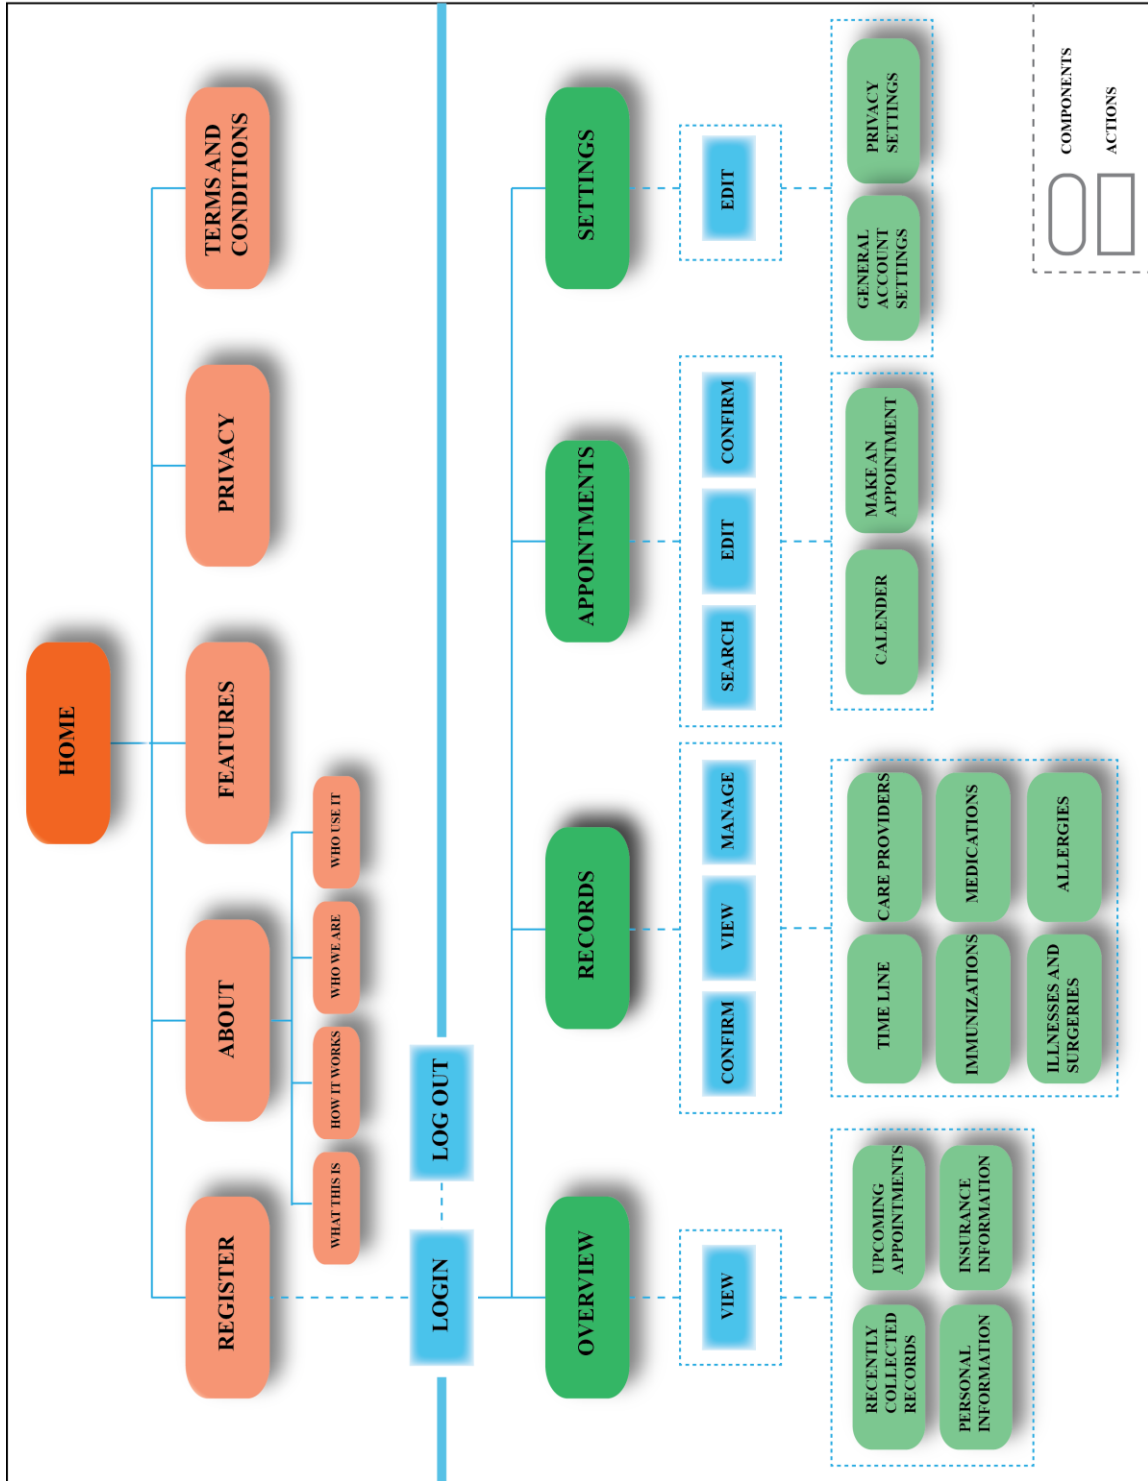 HOME
REGISTER
ABOUT
FEATURES
PRIVACY
TERMS AND
CONDITIONS
WHAT THIS IS
HOW IT WORKS
WHO WE ARE
WHO USE IT
LOGIN
LOG OUT
OVERVIEW
RECORDS
APPOINTMENTS
SETTINGS
VIEW
CONFIRM
VIEW
MANAGE
SEARCH
EDIT
CONFIRM
EDIT
RECENTLY
COLLECTED
RECORDS
UPCOMING
APPOINTMENTS
PERSONAL
INFORMATION
INSURANCE
INFORMATION
TIME LINE
CARE PROVIDERS
IMMUNIZATIONS
MEDICATIONS
ILLNESSES AND
SURGERIES
ALLERGIES
CALENDER
MAKE AN
APPOINTMENT
GENERAL
ACCOUNT
SETTINGS
PRIVACY
SETTINGS
COMPONENTS
ACTIONS